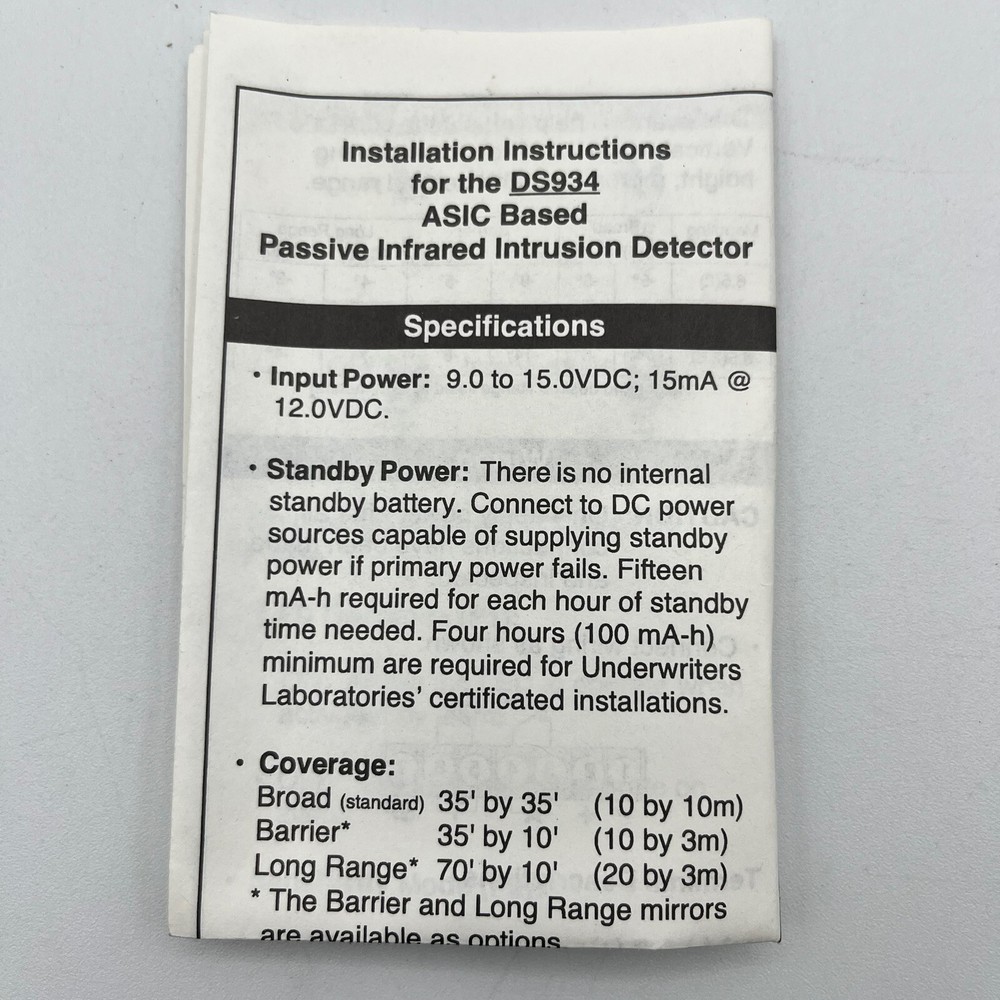 Installation Instructions
for the DS934
ASIC Based
Passive Infrared Intrusion Detector
Specifications
• Input Power: 9.0 to 15.0VDC; 15mA @
12.0VDC.
• Standby Power: There is no internal
standby battery. Connect to DC power
sources capable of supplying standby
power if primary power fails. Fifteen
mA-h required for each hour of standby
time needed. Four hours (100 mA-h)
minimum are required for Underwriters
Laboratories' certificated installations.
• Coverage:
Broad (standard) 35' by 35' (10 by 10m)
Barrier* 35' by 10' (10 by 3m)
Long Range* 70' by 10' (20 by 3m)
* The Barrier and Long Range mirrors
are available as options